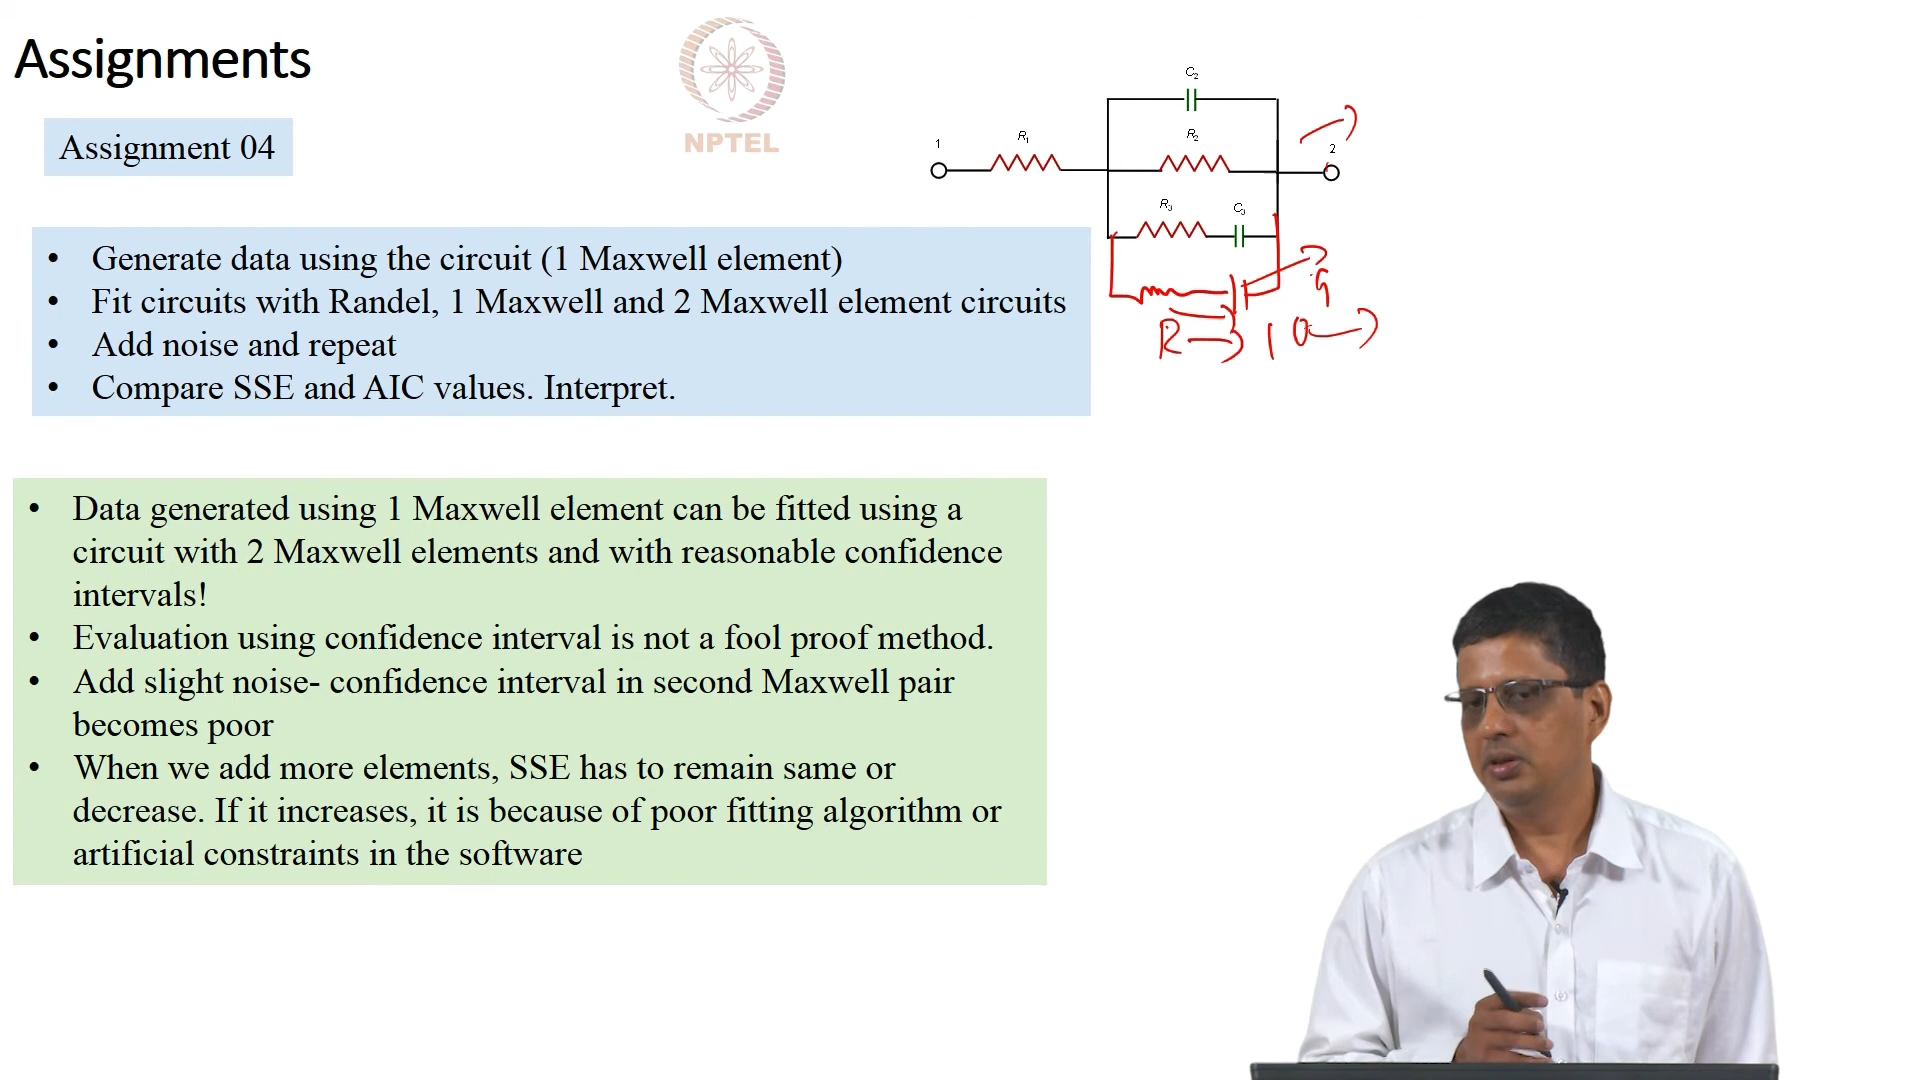 Assignments
NPTEL
Assignment 04
C2
1
R1
R2
2
R3
C3
R → 10
• Generate data using the circuit (1 Maxwell element)
• Fit circuits with Randel, 1 Maxwell and 2 Maxwell element circuits
• Add noise and repeat
• Compare SSE and AIC values. Interpret.
• Data generated using 1 Maxwell element can be fitted using a
circuit with 2 Maxwell elements and with reasonable confidence
intervals!
• Evaluation using confidence interval is not a fool proof method.
• Add slight noise- confidence interval in second Maxwell pair
becomes poor
• When we add more elements, SSE has to remain same or
decrease. If it increases, it is because of poor fitting algorithm or
artificial constraints in the software